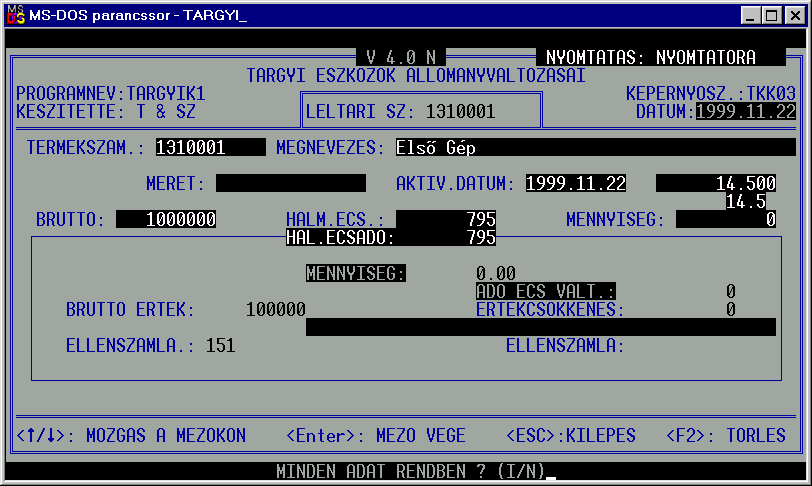 MS-DOS parancssor - TARGYI_
V 4.0 N NYOMTATAS: NYOMTATORA
TARGYI ESZKOZOK ALLOMANYVALTOZASAI
PROGRAMNEV:TARGYIK1 KEPERNYOSZ.:TKK03
KESZITETTE: T & SZ LELTARI SZ: 1310001 DATUM:1999.11.22
TERMEKSZAM.: 1310001 MEGNEVEZES: Első Gép
MERET: AKTIV.DATUM: 1999.11.22 14.500
14.5
BRUTTO: 1000000 HALM.ECS.: 795 MENNYISEG: 0
HAL.ECSADO: 795
MENNYISEG: 0.00
ADO ECS VALT.: 0
BRUTTO ERTEK: 100000 ERTEKCSOKKENES: 0
ELLENSZAMLA.: 151 ELLENSZAMLA:
<↑/↓>: MOZGAS A MEZOKON <Enter>: MEZO VEGE <ESC>:KILEPES <F2>: TORLES
MINDEN ADAT RENDBEN ? (I/N)_